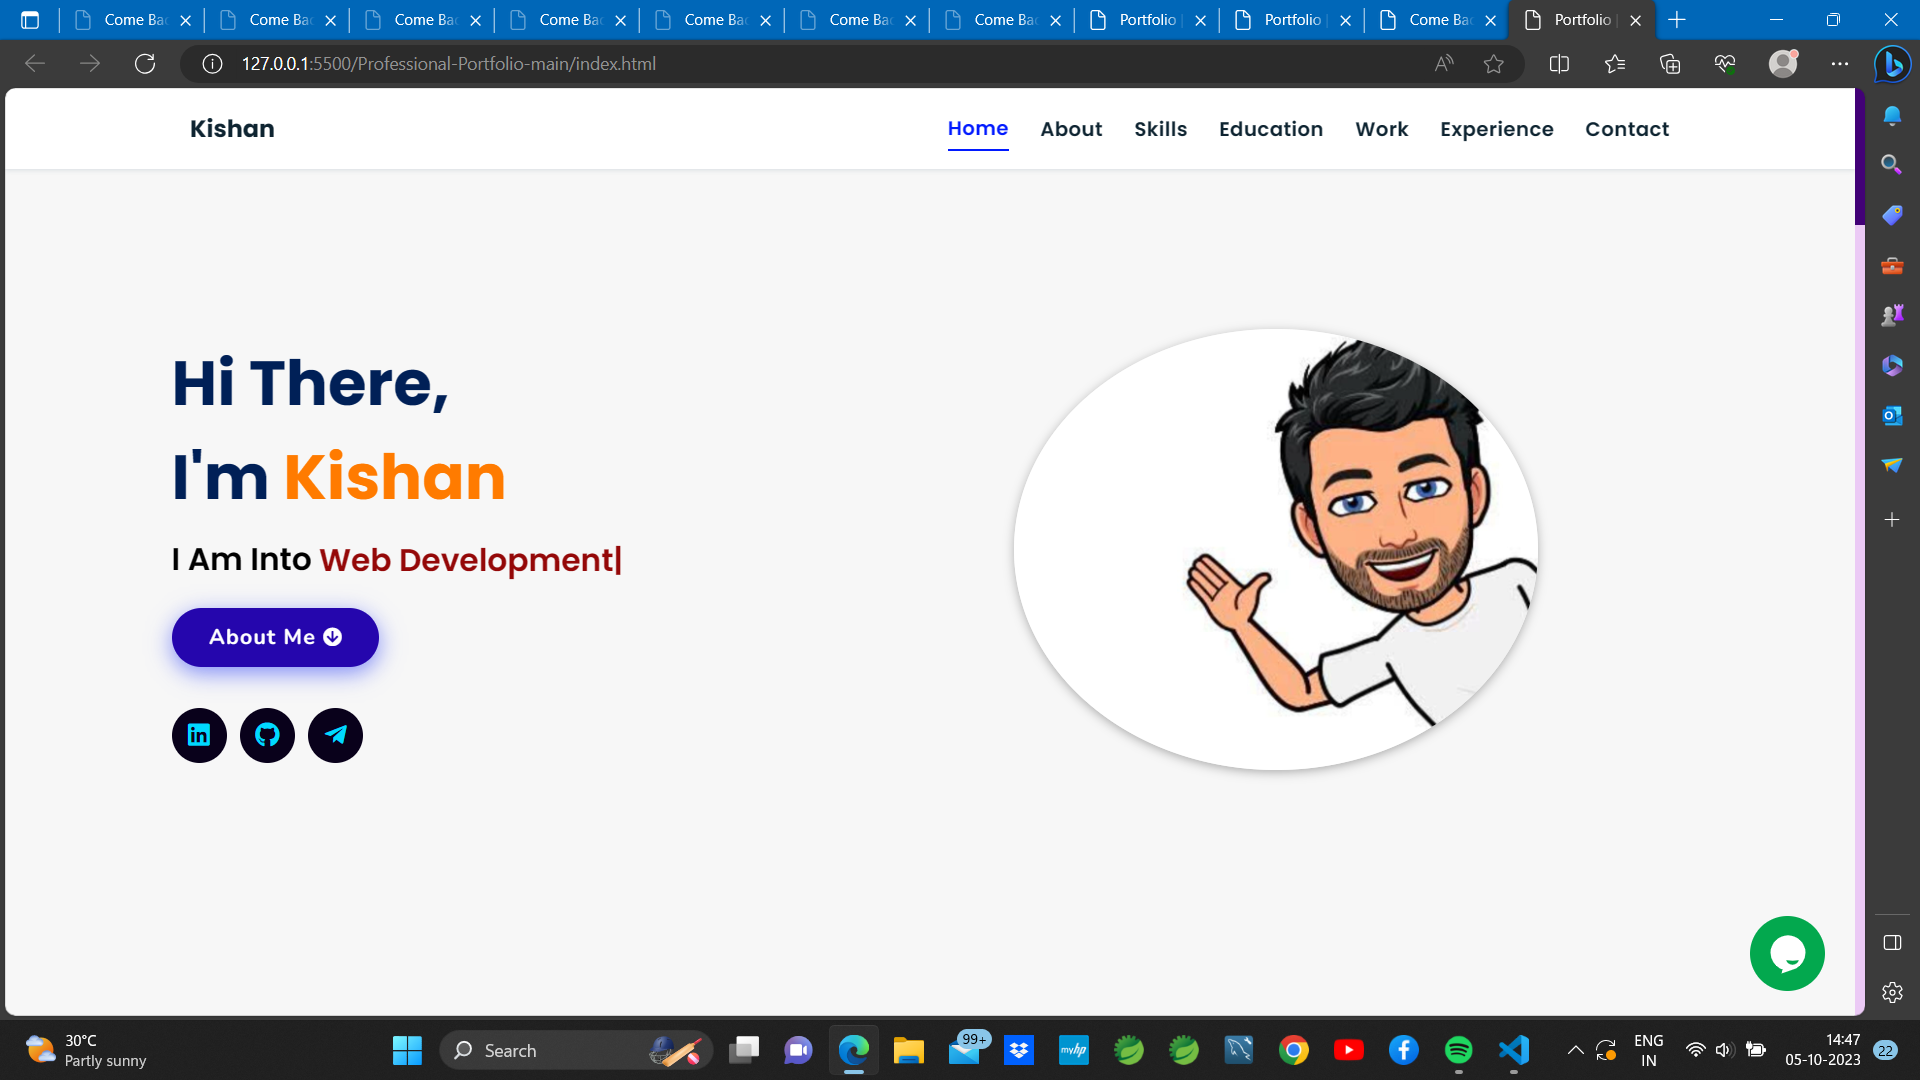 Come Bac
Come Bac
Come Bac
Come Bac
Come Bac
Come Bac
Come Bac
Portfolio |
Portfolio |
Come Bac
Portfolio |
127.0.0.1:5500/Professional-Portfolio-main/index.html
Kishan
Home
About
Skills
Education
Work
Experience
Contact
Hi There,
I'm Kishan
I Am Into Web Development|
About Me
30°C
Partly sunny
Search
99+
myhp
ENG
IN
14:47
05-10-2023
22